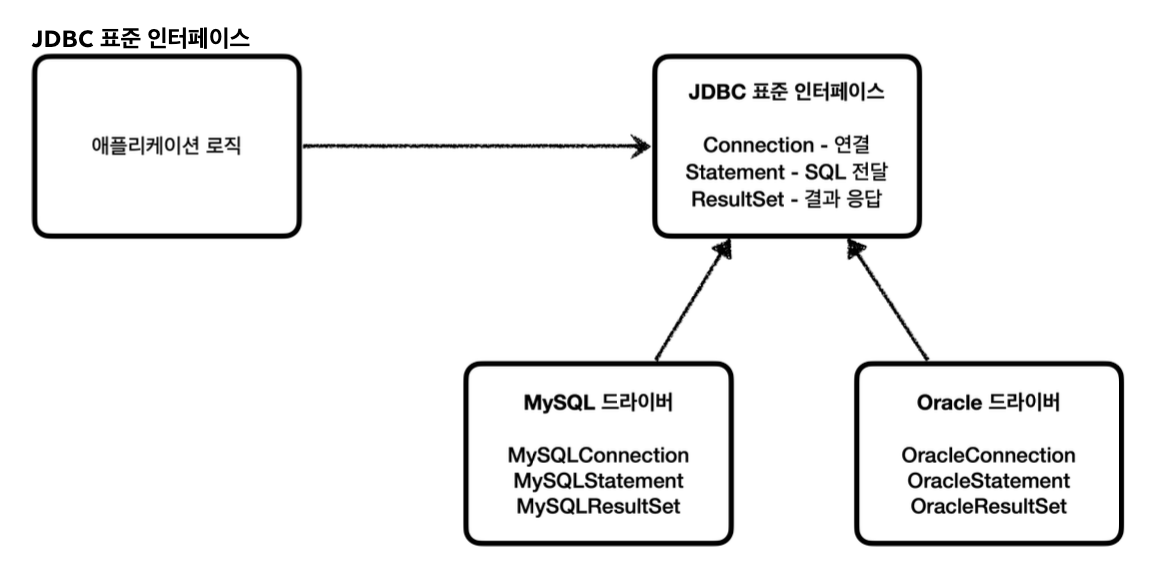 JDBC 표준 인터페이스
애플리케이션 로직
JDBC 표준 인터페이스
Connection - 연결
Statement - SQL 전달
ResultSet - 결과 응답
MySQL 드라이버
MySQLConnection
MySQLStatement
MySQLResultSet
Oracle 드라이버
OracleConnection
OracleStatement
OracleResultSet